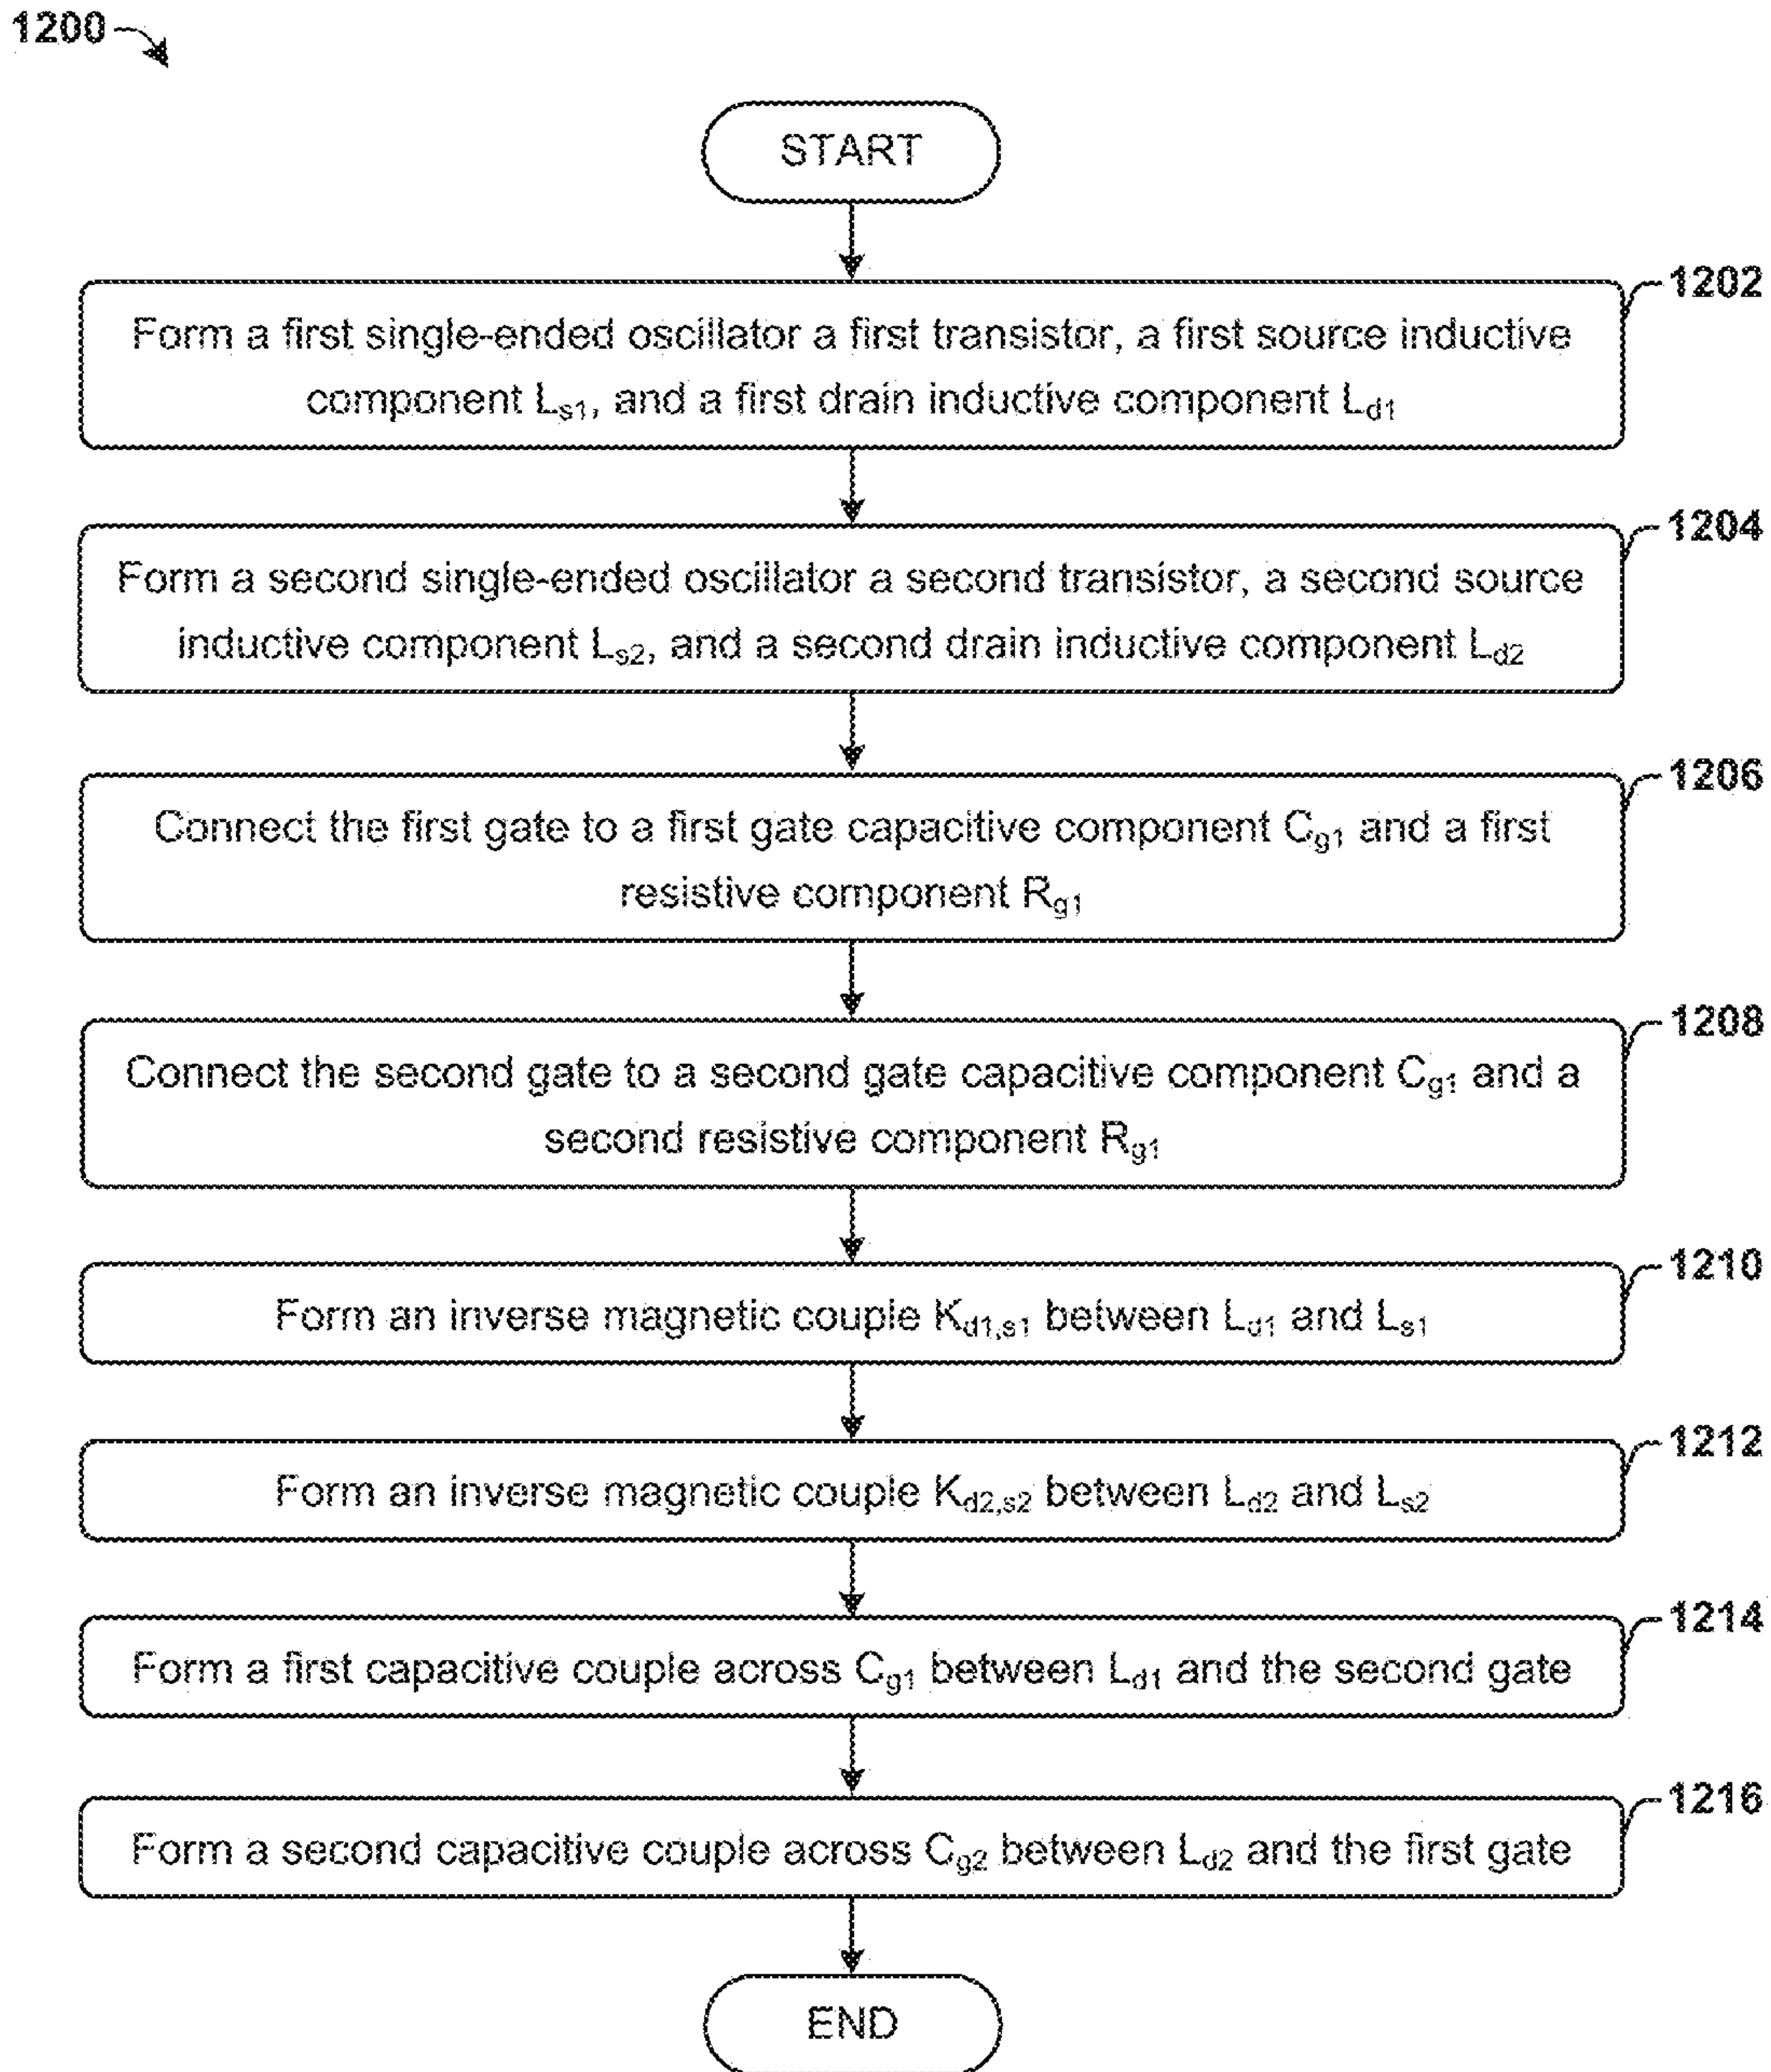 1200
START
1202
Form a first single-ended oscillator a first transistor, a first source inductive
component Ls1, and a first drain inductive component Ld1
1204
Form a second single-ended oscillator a second transistor, a second source
inductive component Ls2, and a second drain inductive component Ld2
1206
Connect the first gate to a first gate capacitive component Cg1 and a first
resistive component Rg1
1208
Connect the second gate to a second gate capacitive component Cg1 and a
second resistive component Rg1
1210
Form an inverse magnetic couple Kd1,s1 between Ld1 and Ls1
1212
Form an inverse magnetic couple Kd2,s2 between Ld2 and Ls2
1214
Form a first capacitive couple across Cg1 between Ld1 and the second gate
1216
Form a second capacitive couple across Cg2 between Ld2 and the first gate
END